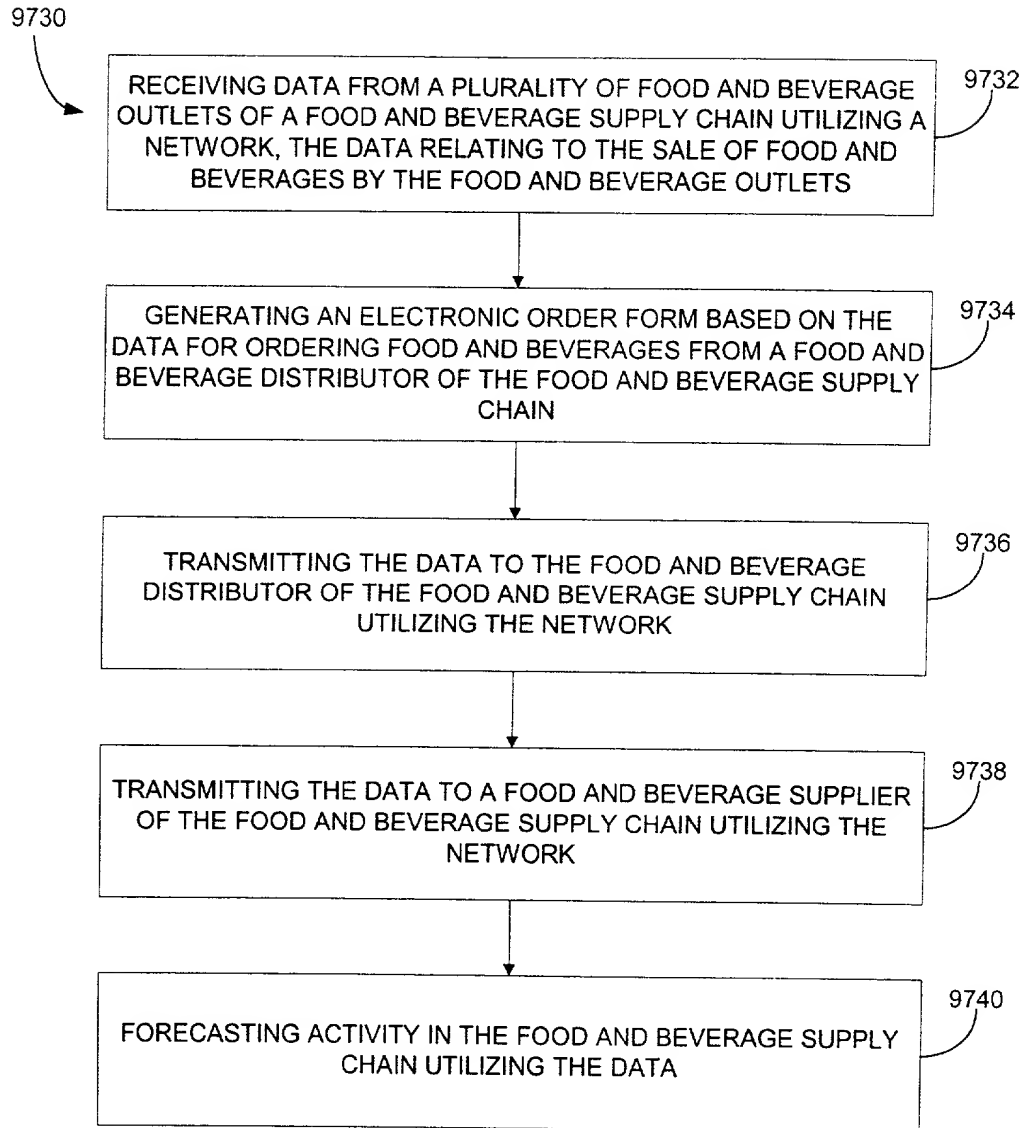 9730
RECEIVING DATA FROM A PLURALITY OF FOOD AND BEVERAGE
OUTLETS OF A FOOD AND BEVERAGE SUPPLY CHAIN UTILIZING A
NETWORK, THE DATA RELATING TO THE SALE OF FOOD AND
BEVERAGES BY THE FOOD AND BEVERAGE OUTLETS
9732
GENERATING AN ELECTRONIC ORDER FORM BASED ON THE
DATA FOR ORDERING FOOD AND BEVERAGES FROM A FOOD AND
BEVERAGE DISTRIBUTOR OF THE FOOD AND BEVERAGE SUPPLY
CHAIN
9734
TRANSMITTING THE DATA TO THE FOOD AND BEVERAGE
DISTRIBUTOR OF THE FOOD AND BEVERAGE SUPPLY CHAIN
UTILIZING THE NETWORK
9736
TRANSMITTING THE DATA TO A FOOD AND BEVERAGE SUPPLIER
OF THE FOOD AND BEVERAGE SUPPLY CHAIN UTILIZING THE
NETWORK
9738
FORECASTING ACTIVITY IN THE FOOD AND BEVERAGE SUPPLY
CHAIN UTILIZING THE DATA
9740